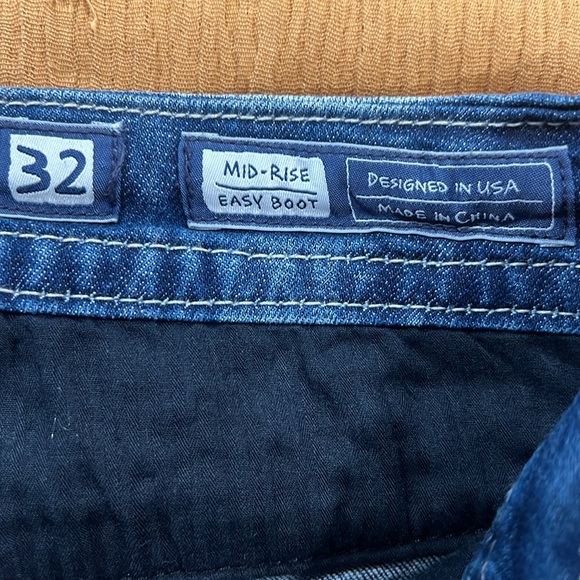 32
MID-RISE
EASY BOOT
DESIGNED IN USA
MADE IN CHINA